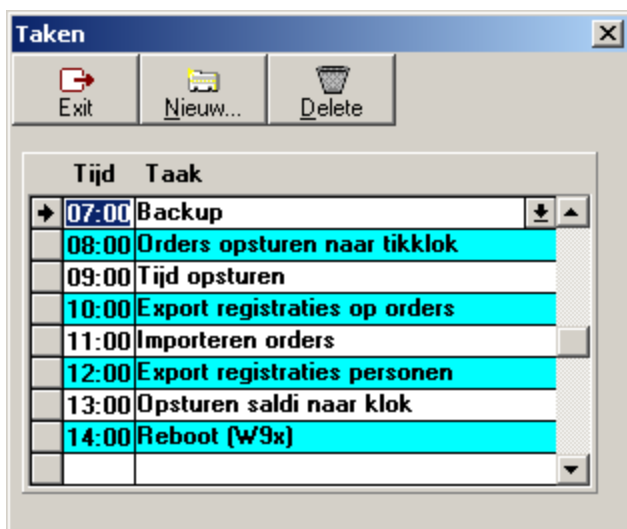 Taken
Exit Nieuw... Delete
Tijd Taak
07:00 Backup
08:00 Orders opsturen naar tikklok
09:00 Tijd opsturen
10:00 Export registraties op orders
11:00 Importeren orders
12:00 Export registraties personen
13:00 Opsturen saldi naar klok
14:00 Reboot (W9x)